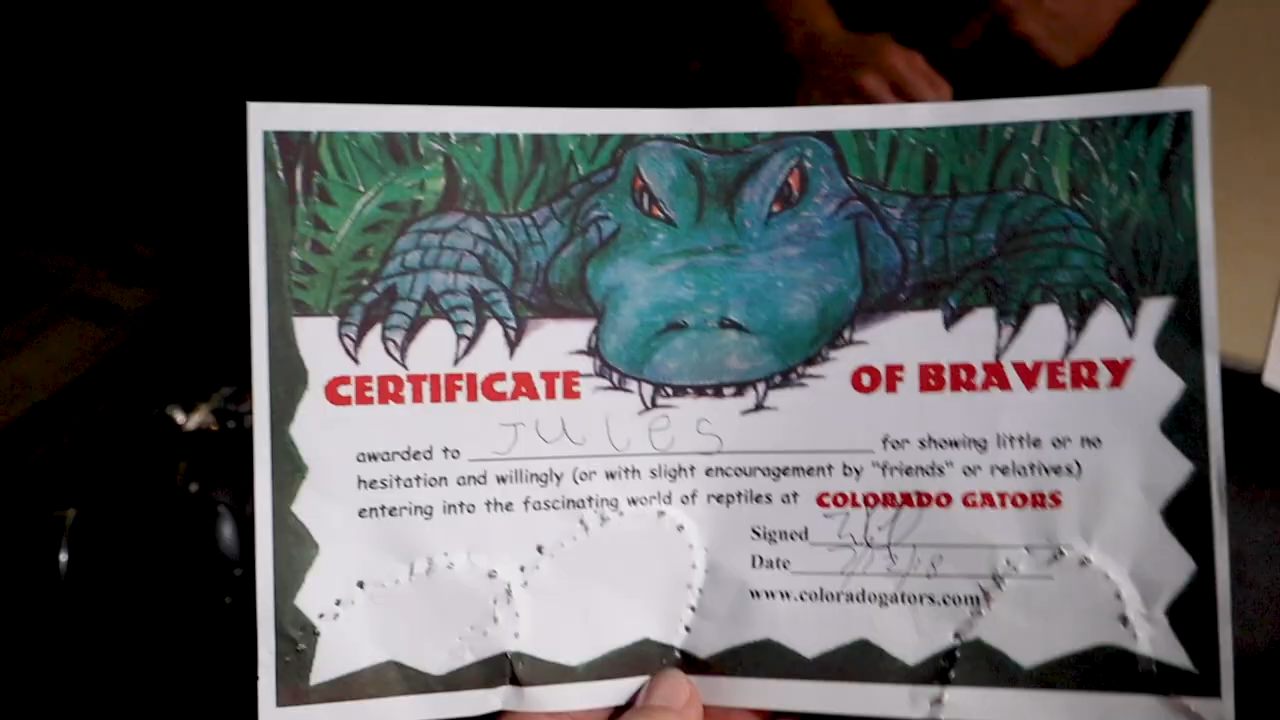 CERTIFICATE OF BRAVERY
awarded to Jules for showing little or no
hesitation and willingly (or with slight encouragement by "friends" or relatives)
entering into the fascinating world of reptiles at COLORADO GATORS
Signed
Date
www.coloradogators.com